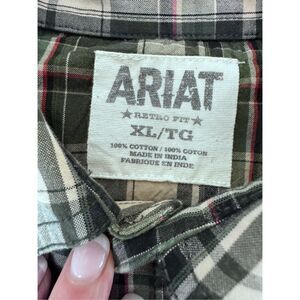 ARIAT
★ RETRO FIT ★
XL/TG
100% COTTON / 100% COTON
MADE IN INDIA
FABRIQUE EN INDE